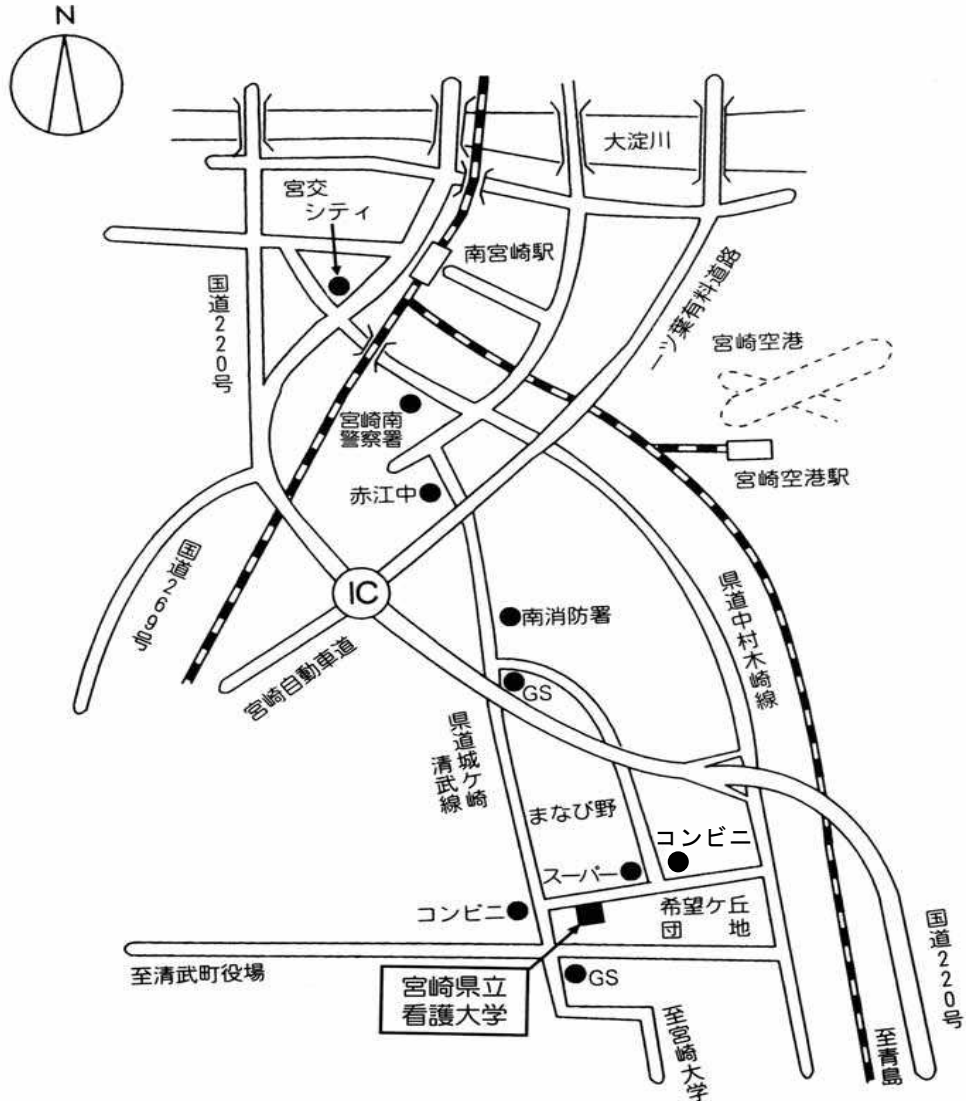 N
大淀川
宮交
シティ
南宮崎駅
国道220号
一ツ葉有料道路
宮崎空港
宮崎南
警察署
宮崎空港駅
赤江中
国道269号
IC
南消防署
県道中村木崎線
宮崎自動車道
GS
県道城ケ崎
清武線
まなび野
コンビニ
スーパー
コンビニ
希望ケ丘
団地
国道220号
至清武町役場
宮崎県立
看護大学
GS
至宮崎大学
至青島